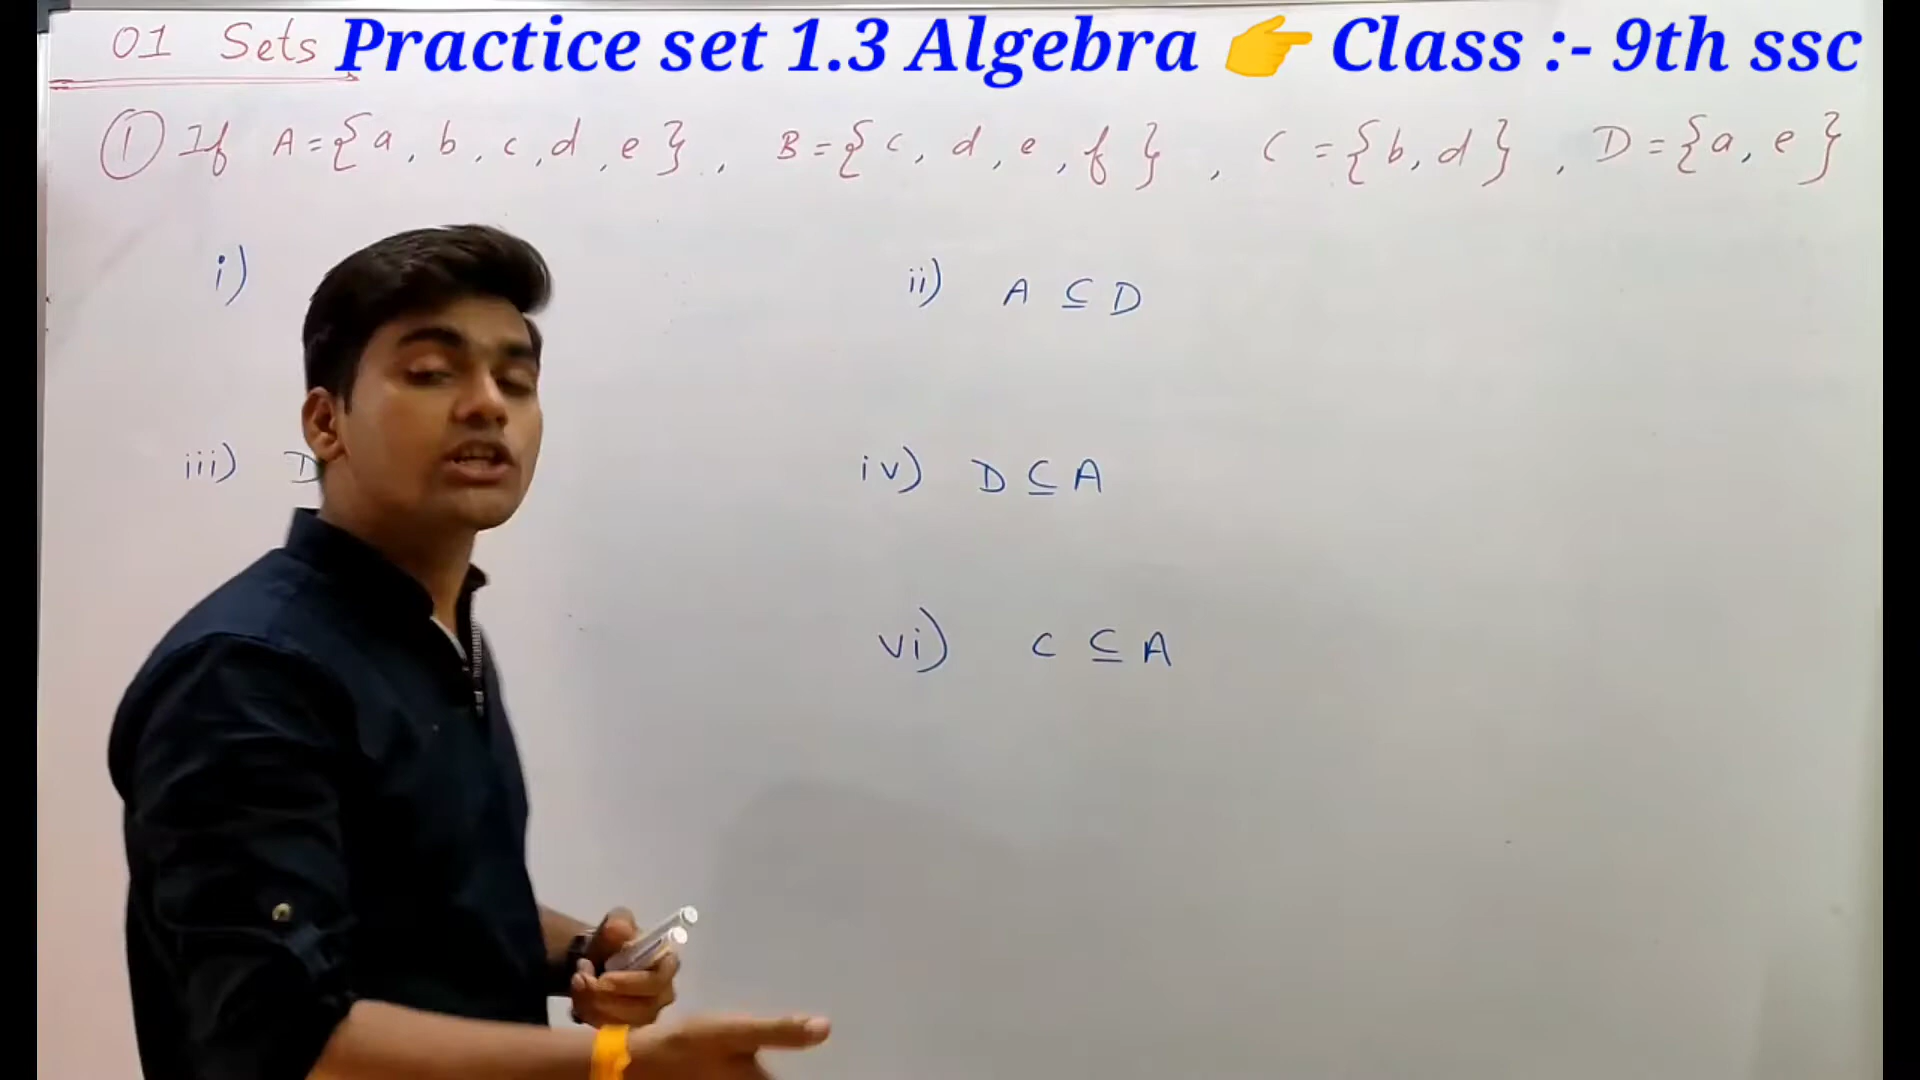 01 Sets Practice set 1.3 Algebra 👉 Class :- 9th ssc
① If A={a, b, c, d, e}, B={c, d, e, f}, C={b, d}, D={a, e}
i) ii) A ⊆ D
iii) D iv) D ⊆ A
vi) C ⊆ A